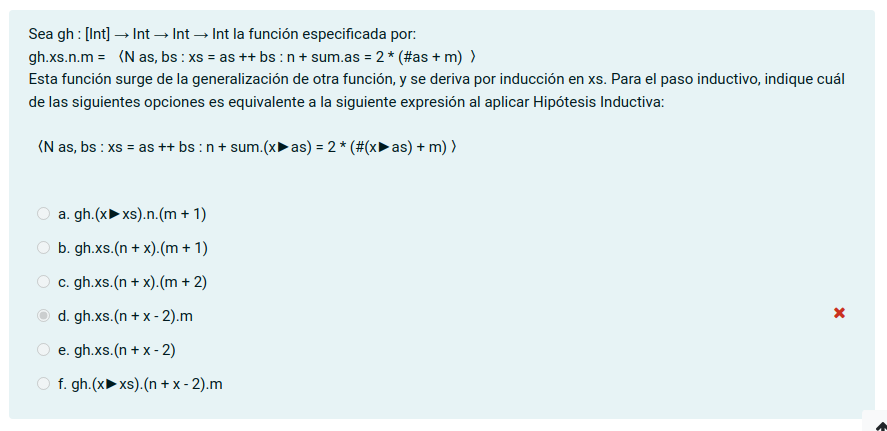 Sea gh : [Int] → Int → Int → Int la función especificada por:
gh.xs.n.m = ⟨N as, bs : xs = as ++ bs : n + sum.as = 2 * (#as + m) ⟩
Esta función surge de la generalización de otra función, y se deriva por inducción en xs. Para el paso inductivo, indique cuál
de las siguientes opciones es equivalente a la siguiente expresión al aplicar Hipótesis Inductiva:
⟨N as, bs : xs = as ++ bs : n + sum.(x►as) = 2 * (#(x►as) + m) ⟩
a. gh.(x►xs).n.(m + 1)
b. gh.xs.(n + x).(m + 1)
c. gh.xs.(n + x).(m + 2)
d. gh.xs.(n + x - 2).m
e. gh.xs.(n + x - 2)
f. gh.(x►xs).(n + x - 2).m